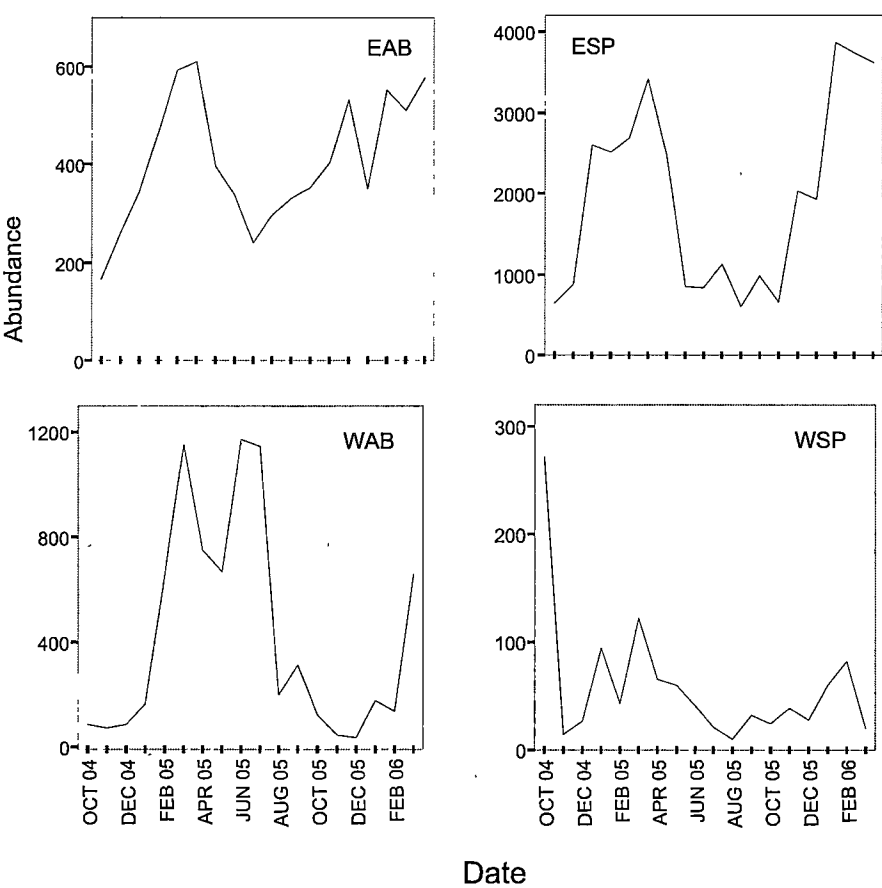 EAB
600
400
200
0
Abundance
ESP
4000
3000
2000
1000
0
WAB
1200
800
400
0
OCT 04
DEC 04
FEB 05
APR 05
JUN 05
AUG 05
OCT 05
DEC 05
FEB 06
WSP
300
200
100
0
OCT 04
DEC 04
FEB 05
APR 05
JUN 05
AUG 05
OCT 05
DEC 05
FEB 06
Date